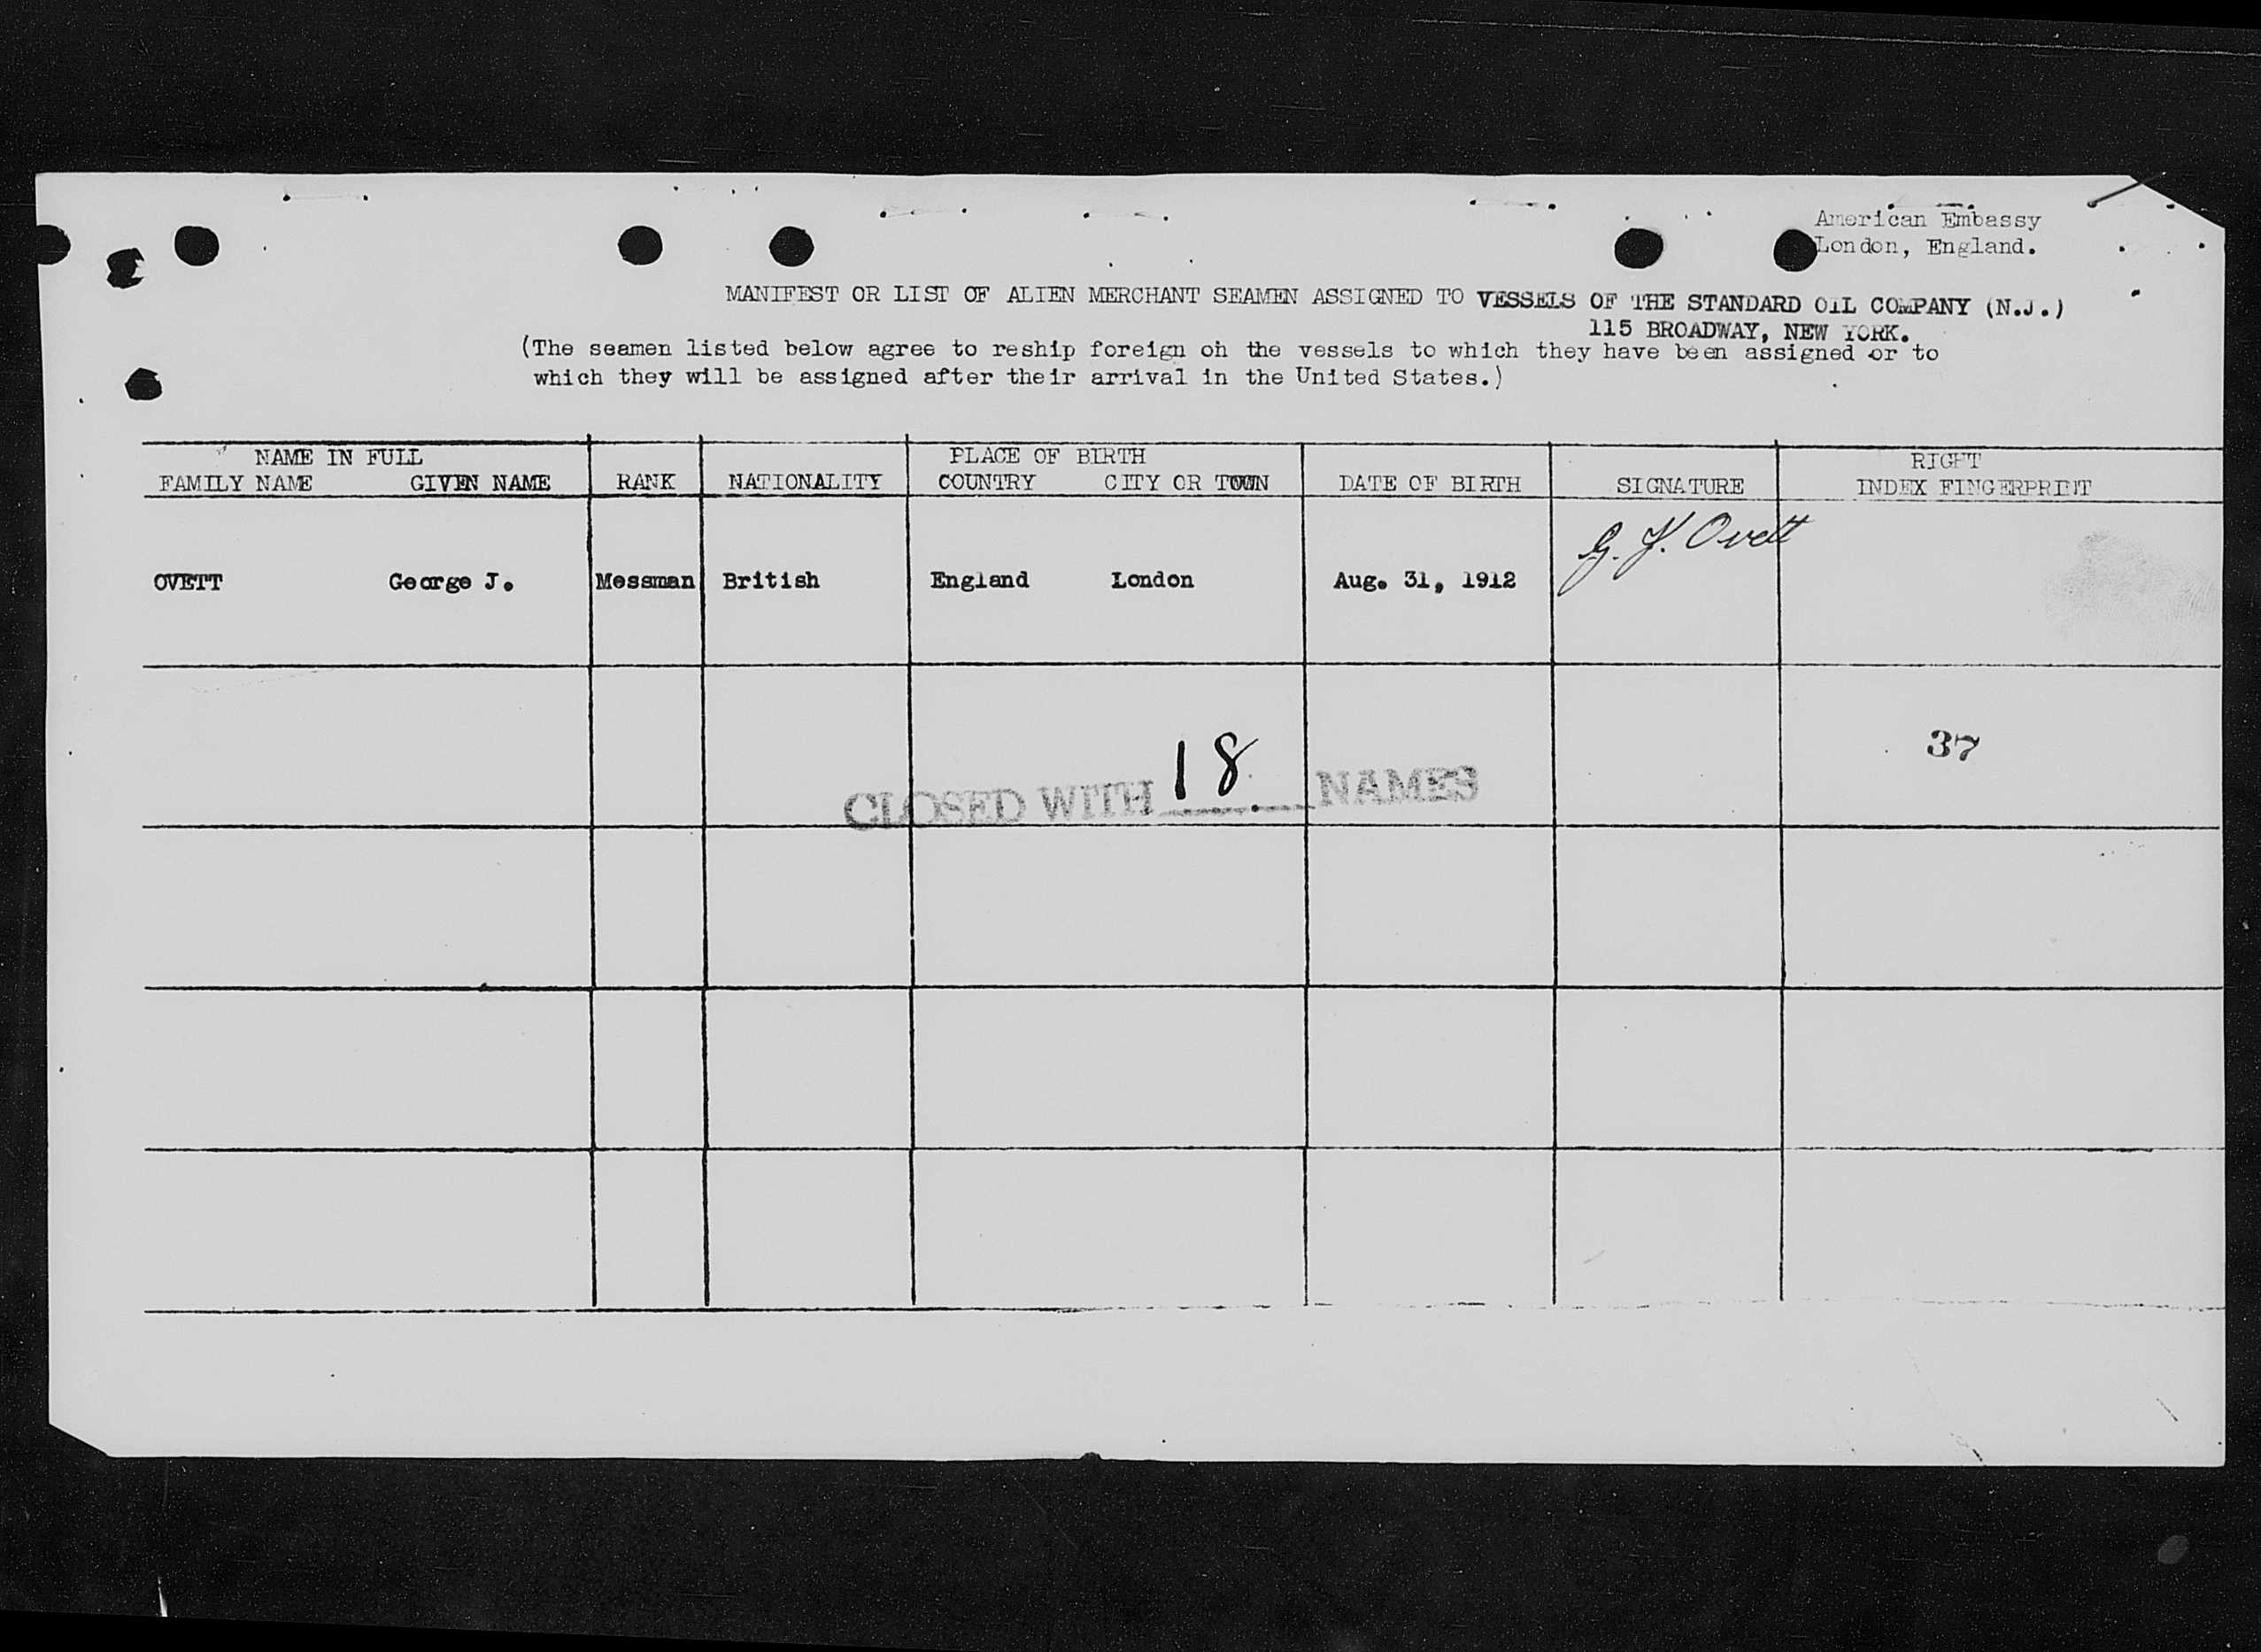 American Embassy
London, England.
MANIFEST OR LIST OF ALIEN MERCHANT SEAMEN ASSIGNED TO VESSELS OF THE STANDARD OIL COMPANY (N.J.)
115 BROADWAY, NEW YORK.
(The seamen listed below agree to reship foreign on the vessels to which they have been assigned or to
which they will be assigned after their arrival in the United States.)
NAME IN FULL PLACE OF BIRTH RIGHT
FAMILY NAME GIVEN NAME RANK NATIONALITY COUNTRY CITY OR TOWN DATE OF BIRTH SIGNATURE INDEX FINGERPRINT
G. J. Ovett
OVETT George J. Messman British England London Aug. 31, 1912
37
CLOSED WITH 18 NAMES